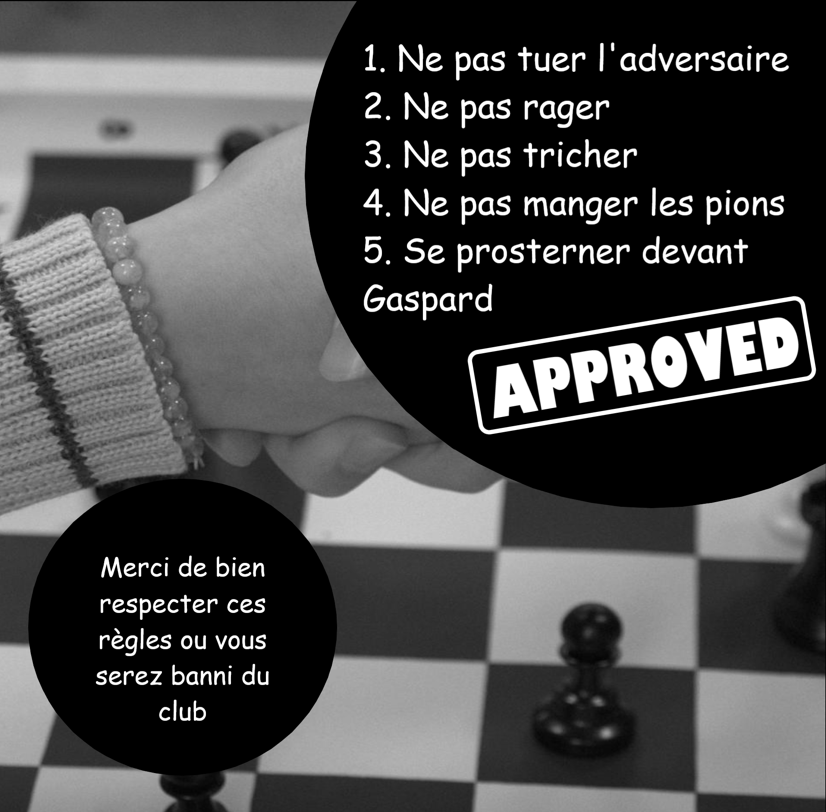 1. Ne pas tuer l'adversaire
2. Ne pas rager
3. Ne pas tricher
4. Ne pas manger les pions
5. Se prosterner devant
Gaspard
APPROVED
Merci de bien
respecter ces
règles ou vous
serez banni du
club